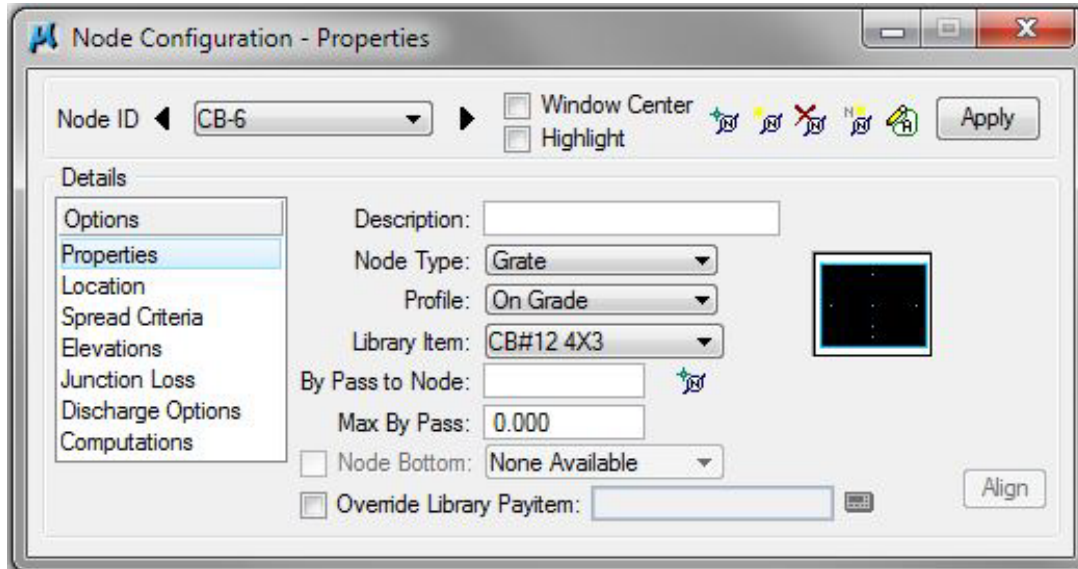 Node Configuration - Properties
Node ID CB-6 Window Center Apply
Highlight
Details
Options
Properties
Location
Spread Criteria
Elevations
Junction Loss
Discharge Options
Computations
Description:
Node Type: Grate
Profile: On Grade
Library Item: CB#12 4X3
By Pass to Node:
Max By Pass: 0.000
Node Bottom: None Available
Override Library Payitem:
Align